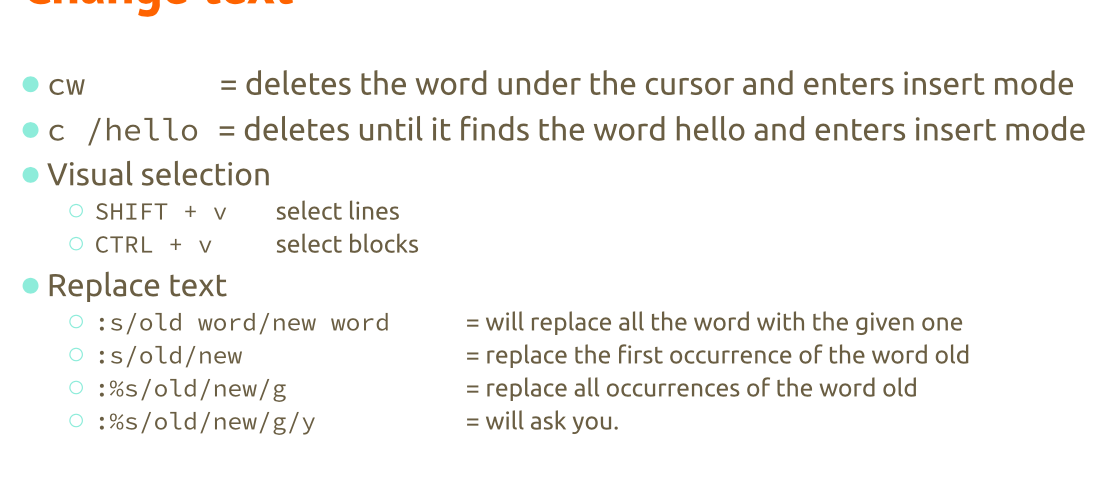 Change text
cw = deletes the word under the cursor and enters insert mode
c /hello = deletes until it finds the word hello and enters insert mode
Visual selection
SHIFT + v select lines
CTRL + v select blocks
Replace text
:s/old word/new word = will replace all the word with the given one
:s/old/new = replace the first occurrence of the word old
:%s/old/new/g = replace all occurrences of the word old
:%s/old/new/g/y = will ask you.